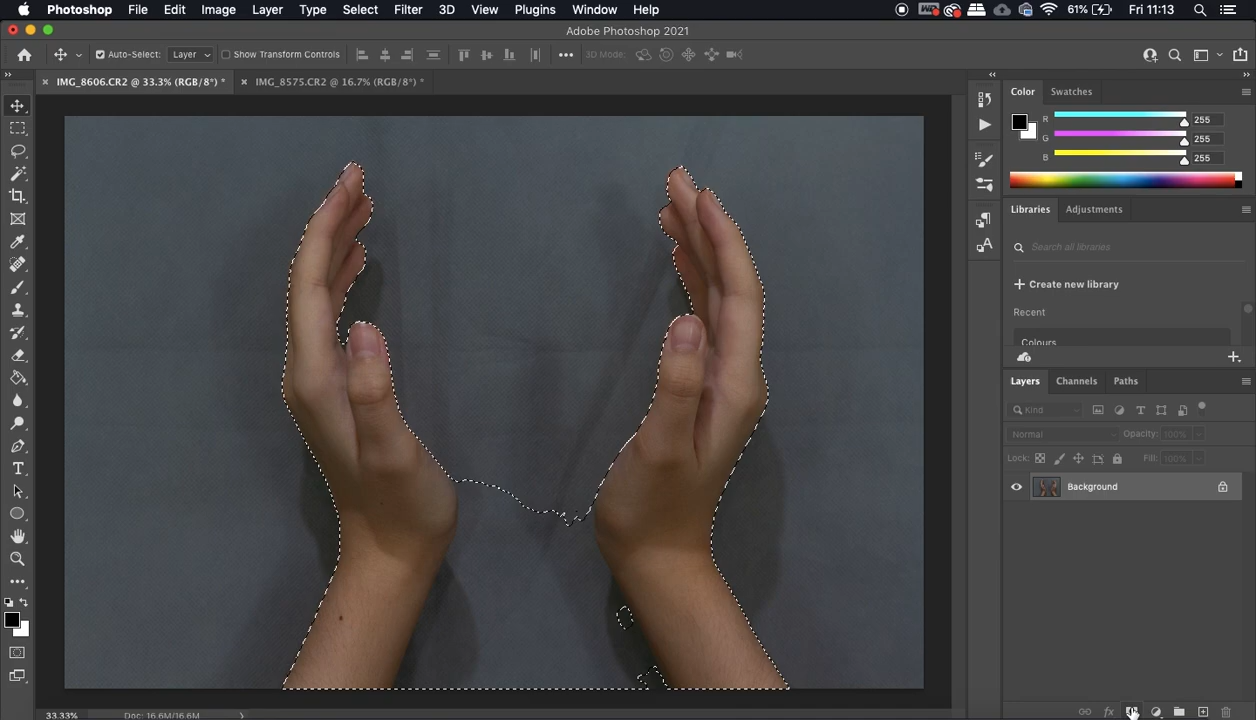 Photoshop File Edit Image Layer Type Select Filter 3D View Plugins Window Help 61% Fri 11:13
Adobe Photoshop 2021
Auto-Select: Layer Show Transform Controls 3D Mode:
IMG_8606.CR2 @ 33.3% (RGB/8*) * IMG_8575.CR2 @ 16.7% (RGB/8*) *
Color Swatches
R 255
G 255
B 255
Libraries Adjustments
Search all libraries
Create new library
Recent
Colours
Layers Channels Paths
Kind
Normal Opacity: 100%
Lock: Fill: 100%
Background
33.33% Doc: 16.6M/16.6M